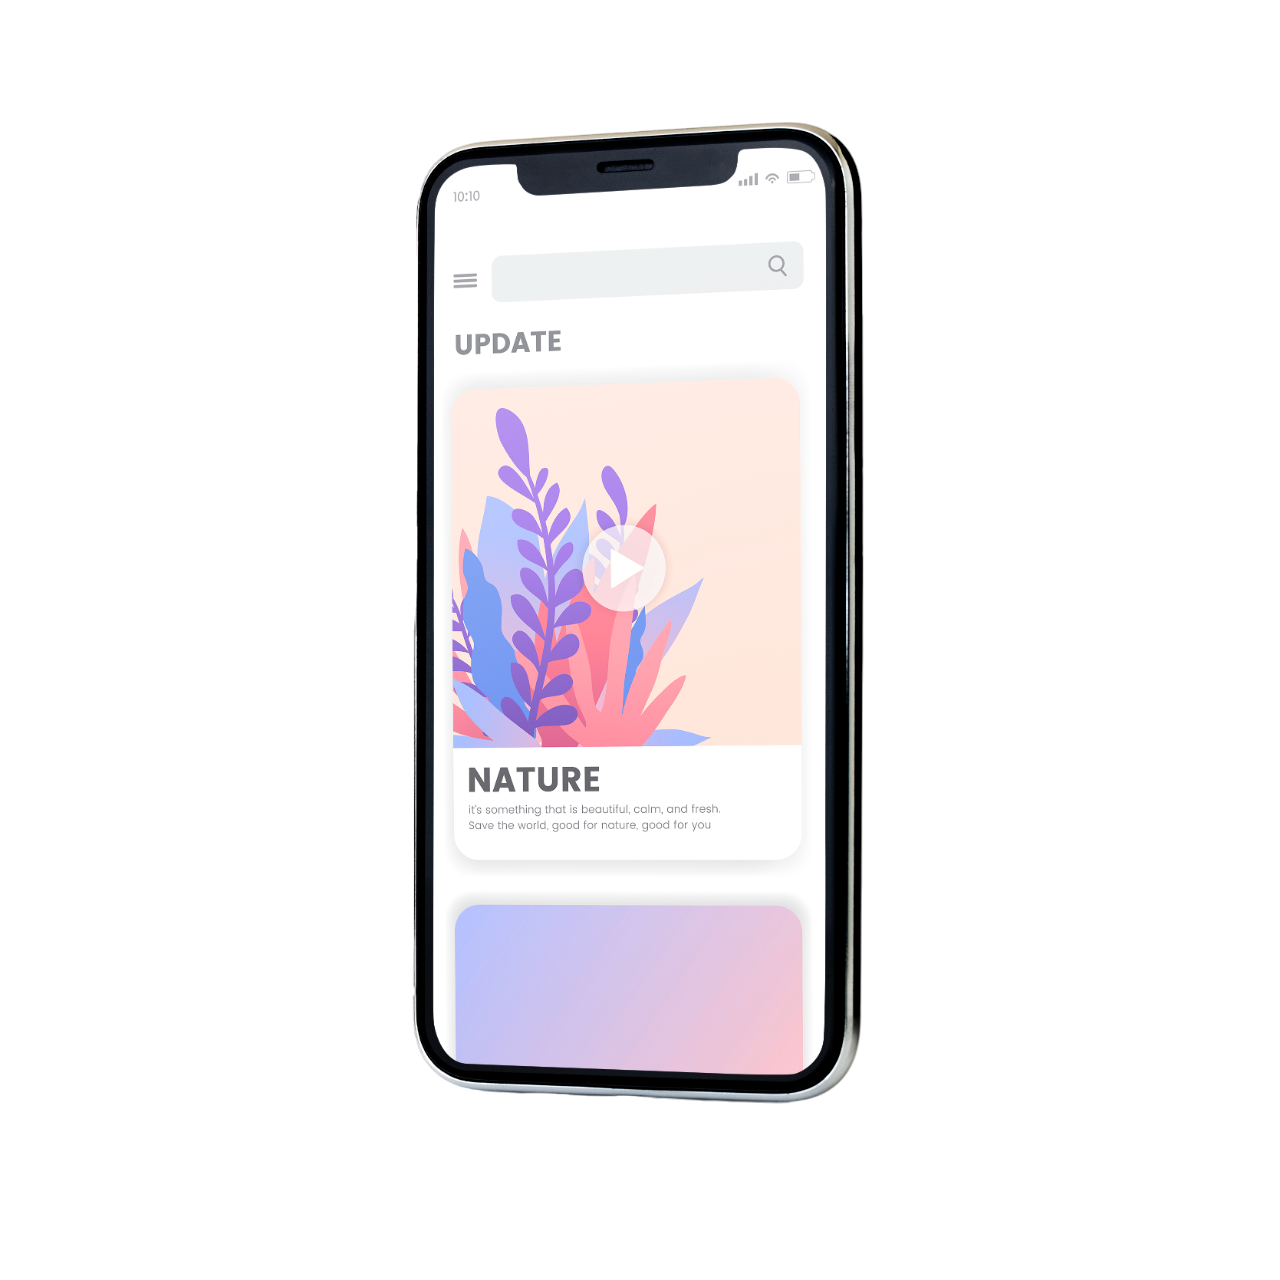 10:10
UPDATE
NATURE
it's something that is beautiful, calm, and fresh.
Save the world, good for nature, good for you